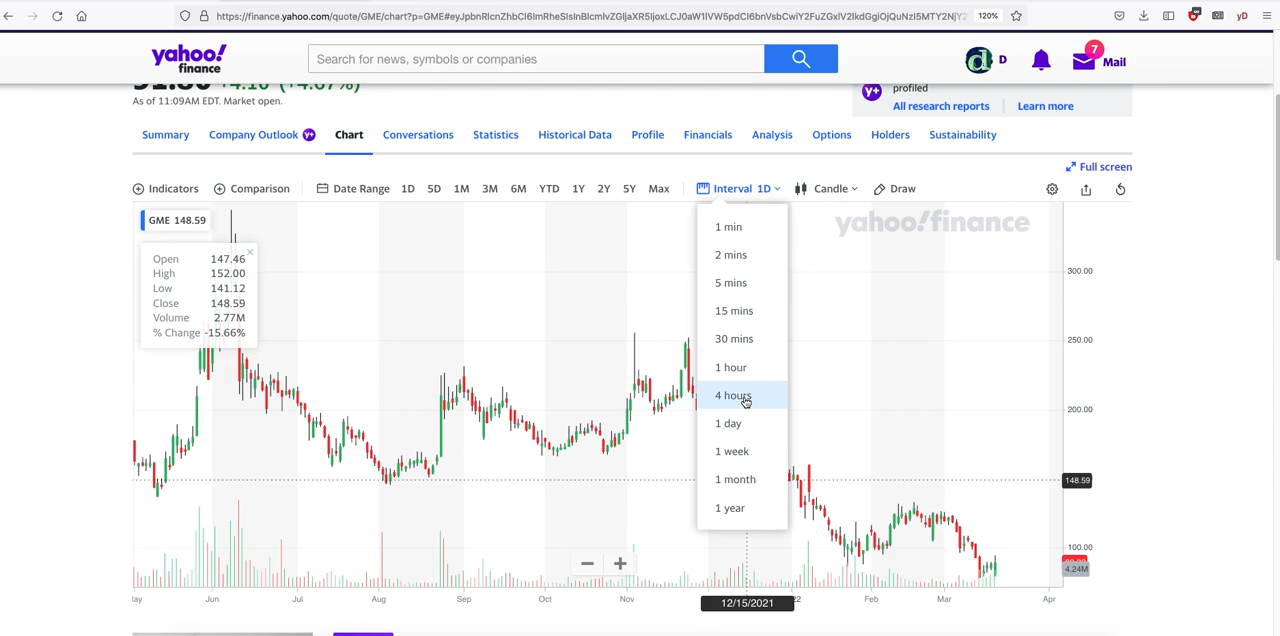 https://finance.yahoo.com/quote/GME/chart?p=GME#eyJpbnRlcnZhbCI6ImRheSIsInBlcmlvZGljaXR5IjoxLCJ0aW1lVW5pdCI6bnVsbCwiY2FuZGxlV2lkdGgiOjQuNzI5MTY2NjY2
120%
yD
yahoo!
finance
Search for news, symbols or companies
d
D
7
Mail
As of 11:09AM EDT. Market open.
y+
profiled
All research reports
Learn more
Summary
Company Outlook
y+
Chart
Conversations
Statistics
Historical Data
Profile
Financials
Analysis
Options
Holders
Sustainability
Full screen
Indicators
Comparison
Date Range 1D 5D 1M 3M 6M YTD 1Y 2Y 5Y Max
Interval 1D
Candle
Draw
GME 148.59
yahoo!finance
Open 147.46
High 152.00
Low 141.12
Close 148.59
Volume 2.77M
% Change -15.66%
1 min
2 mins
5 mins
15 mins
30 mins
1 hour
4 hours
1 day
1 week
1 month
1 year
300.00
250.00
200.00
148.59
100.00
4.24M
ay
Jun
Jul
Aug
Sep
Oct
Nov
12/15/2021
22
Feb
Mar
Apr